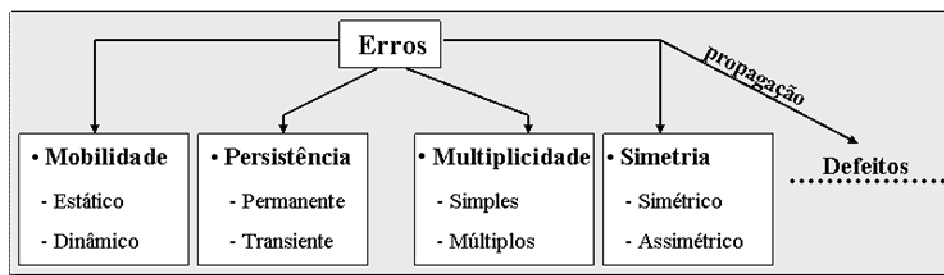 Erros
propagação
• Mobilidade
- Estático
- Dinâmico
• Persistência
- Permanente
- Transiente
• Multiplicidade
- Simples
- Múltiplos
• Simetria
- Simétrico
- Assimétrico
Defeitos